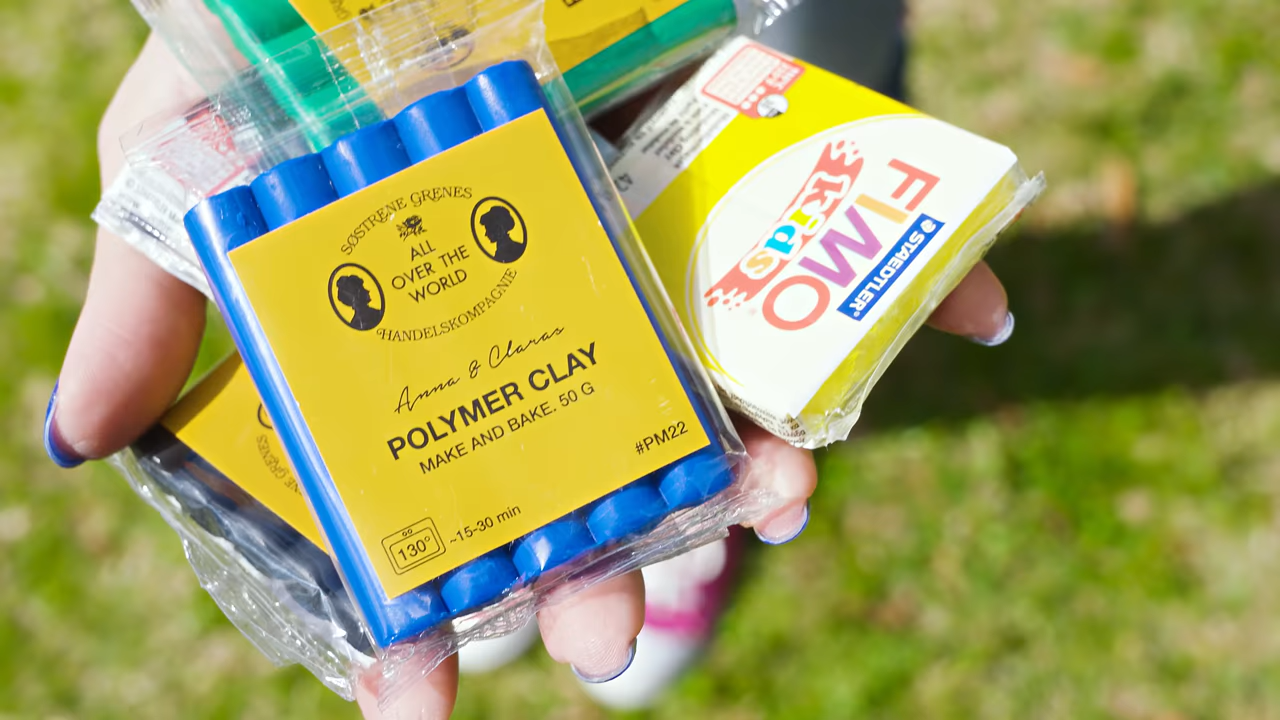 SØSTRENE GRENES
ALL
OVER THE
WORLD
HANDELSKOMPAGNIE
Anna & Claras
POLYMER CLAY
MAKE AND BAKE. 50 G
#PM22
130°
~15-30 min
FIMO
kids
STAEDTLER®